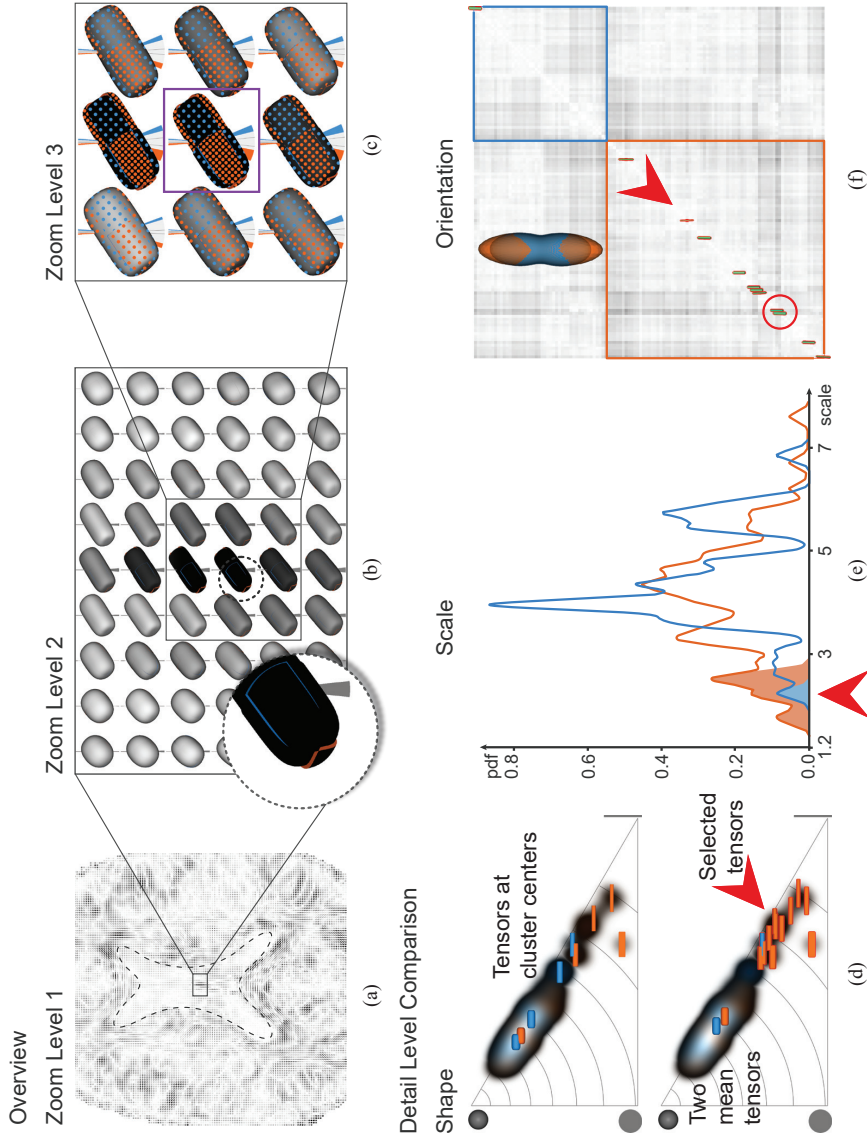 Overview
Zoom Level 1
Zoom Level 2
Zoom Level 3
(a)
(b)
(c)
Detail Level Comparison
Shape
Scale
Orientation
Tensors at
cluster centers
Two
mean
tensors
Selected
tensors
pdf
0.8
0.6
0.4
0.2
0.0
1.2
3
5
7
scale
(d)
(e)
(f)